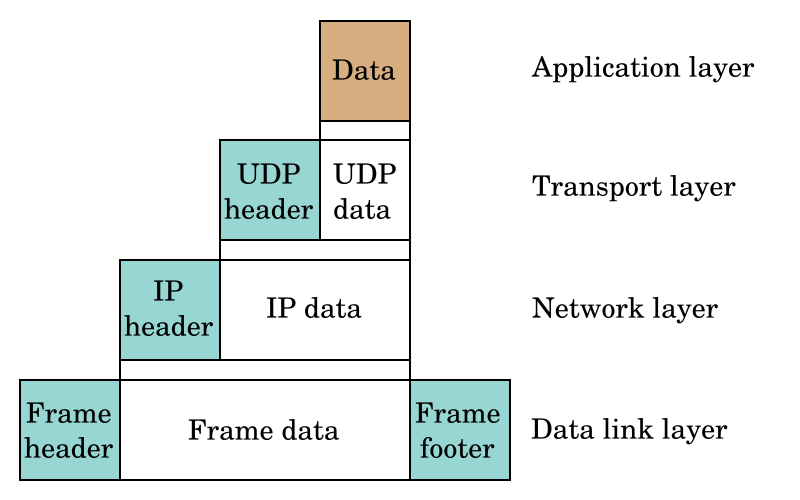 Data
Application layer
UDP
header
UDP
data
Transport layer
IP
header
IP data
Network layer
Frame
header
Frame data
Frame
footer
Data link layer